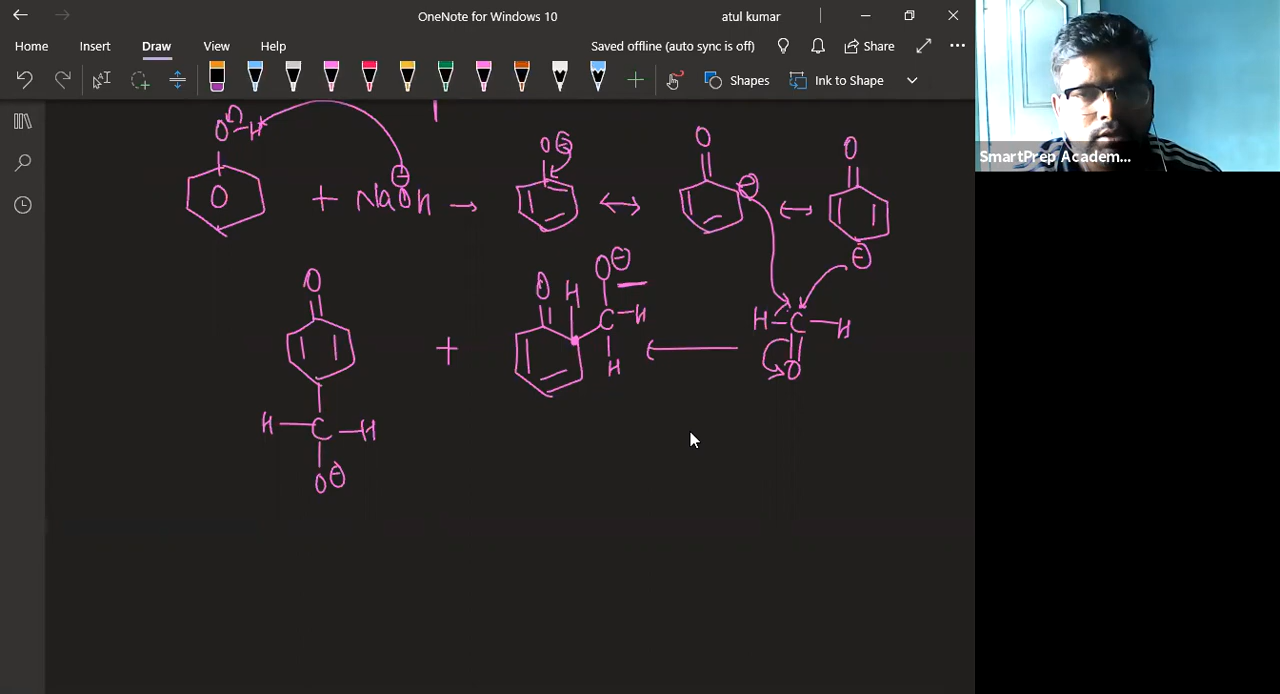 OneNote for Windows 10
atul kumar
Home Insert Draw View Help
Saved offline (auto sync is off)
Share
Shapes
Ink to Shape
SmartPrep Academ...
O-H
O
O
O
O + NaOH → ↔ ↔
⊖
O
O H O⊖
C-H
H-C-H
+
H
O
H-C-H
O⊖